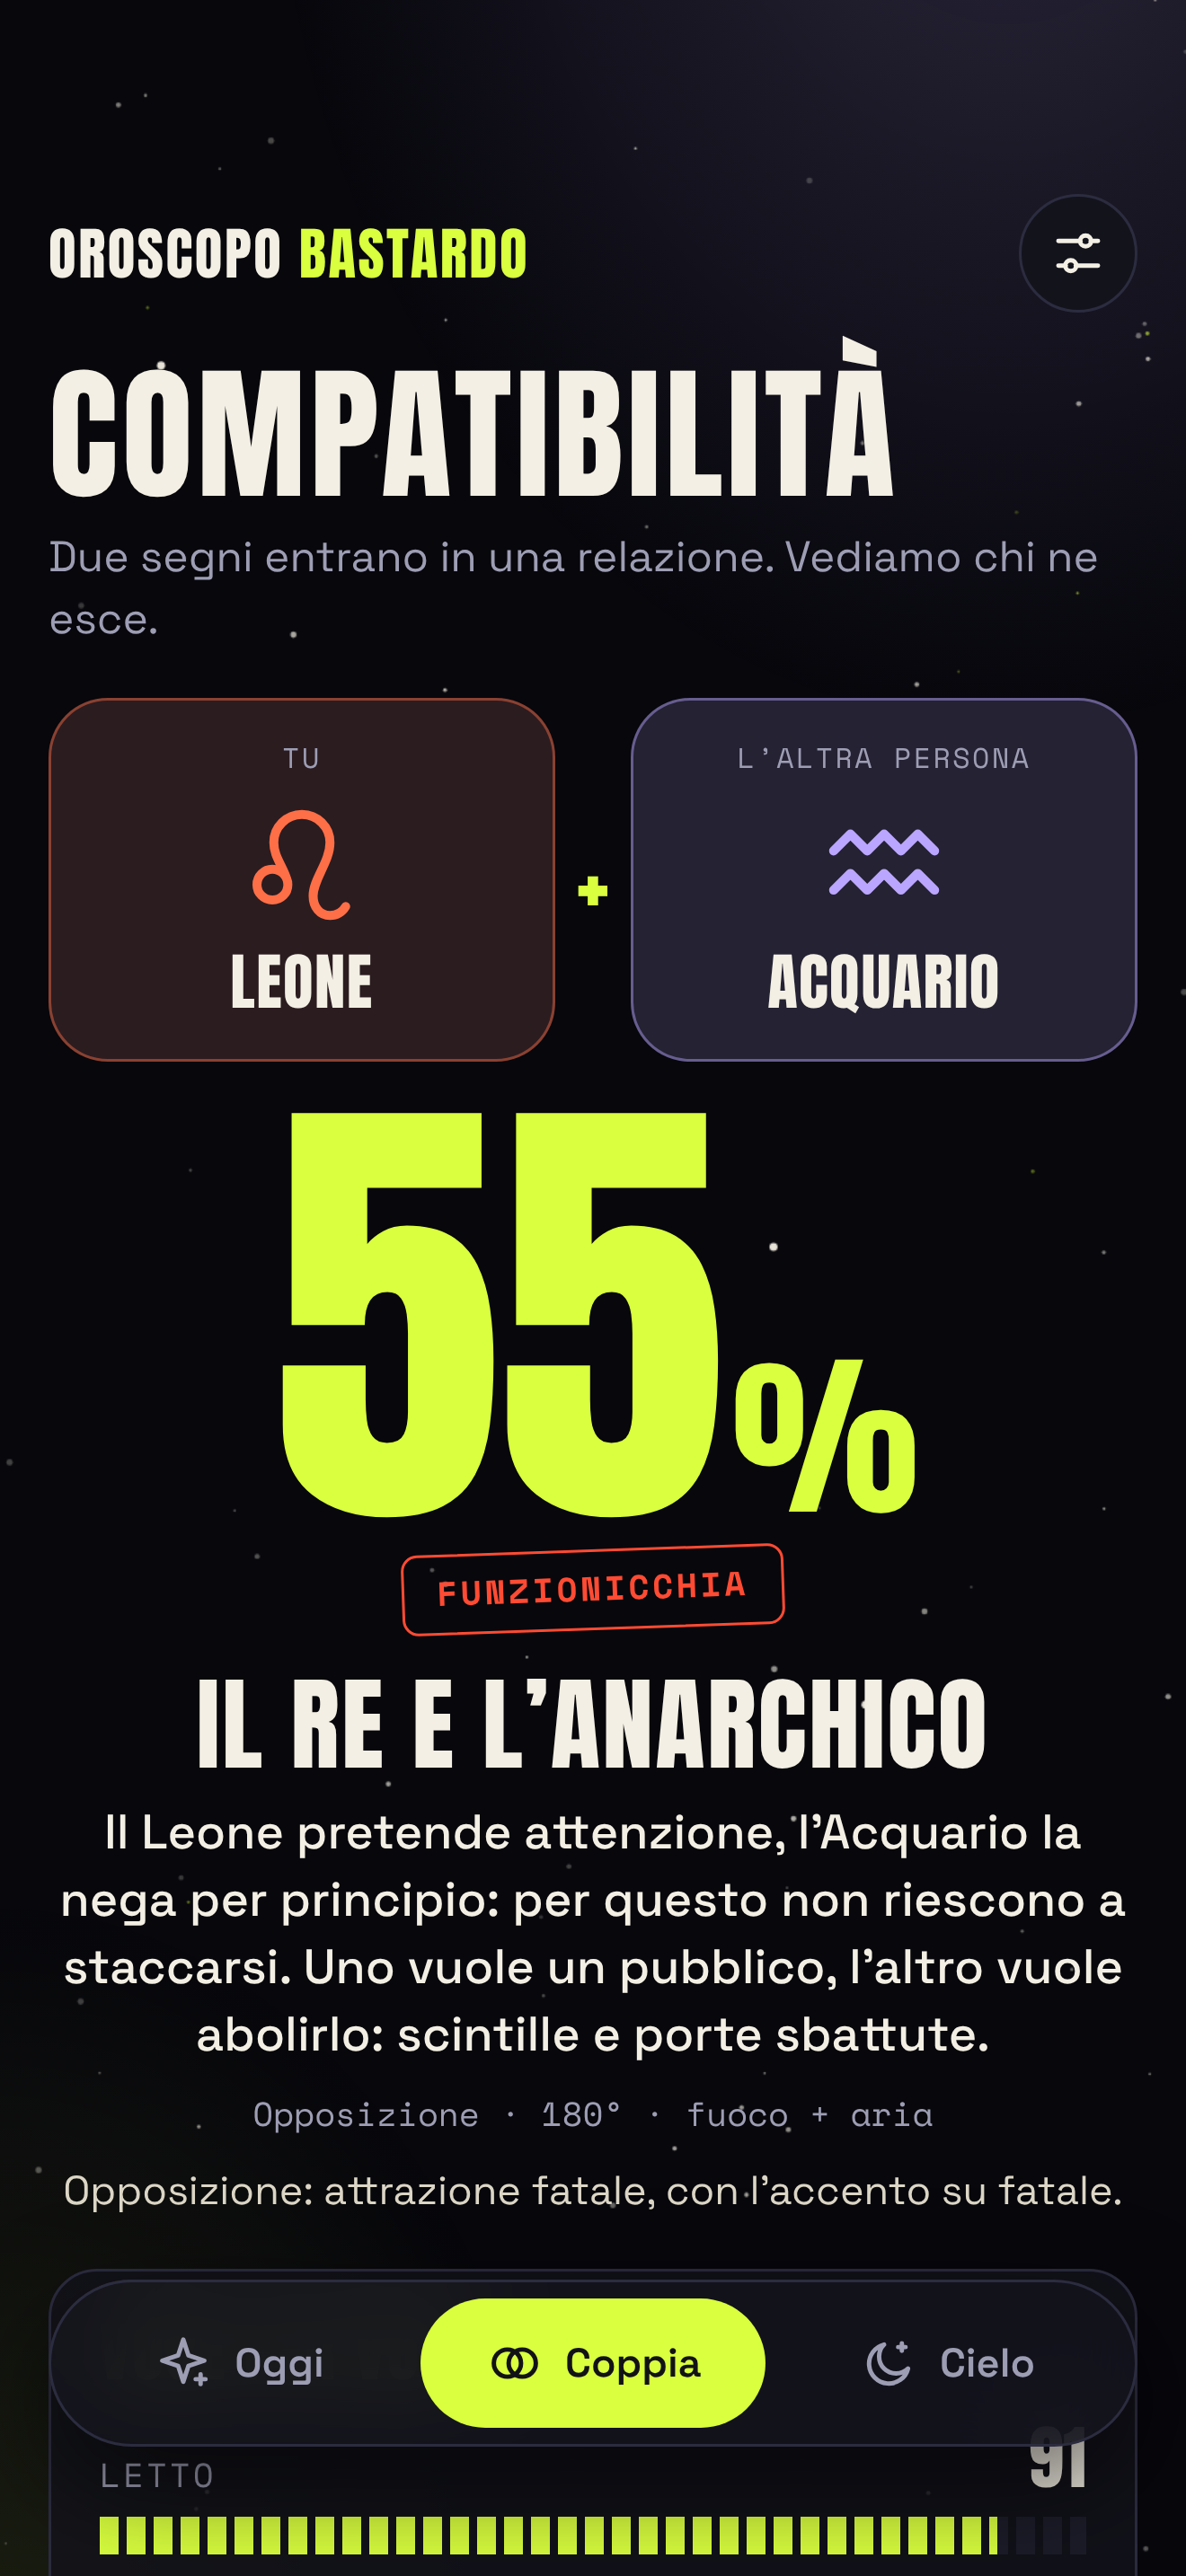 OROSCOPO BASTARDO
COMPATIBILITÀ
Due segni entrano in una relazione. Vediamo chi ne
esce.
TU
L'ALTRA PERSONA
LEONE
+
ACQUARIO
55%
FUNZIONICCHIA
IL RE E L'ANARCHICO
Il Leone pretende attenzione, l'Acquario la
nega per principio: per questo non riescono a
staccarsi. Uno vuole un pubblico, l'altro vuole
abolirlo: scintille e porte sbattute.
Opposizione · 180° · fuoco + aria
Opposizione: attrazione fatale, con l'accento su fatale.
Oggi
Coppia
Cielo
LETTO
91